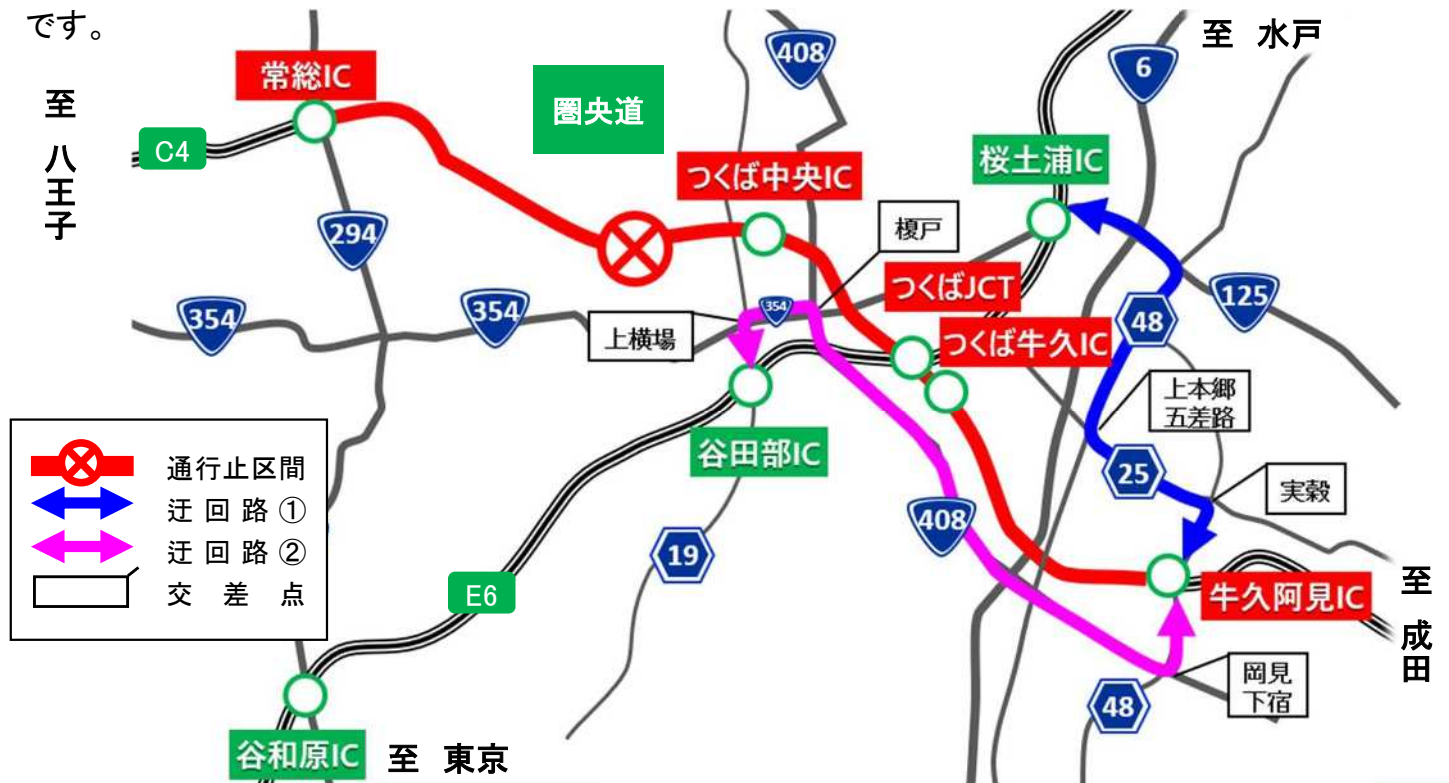 です。
至 水戸
408
6
常総IC
至 八王子
圏央道
C4
桜土浦IC
つくば中央IC
榎戸
294
つくばJCT
125
354
354
354
48
上横場
つくば牛久IC
上本郷
五差路
谷田部IC
25
実穀
通行止区間
迂回路①
迂回路②
交差点
408
19
E6
牛久阿見IC
至 成田
岡見
下宿
48
谷和原IC
至 東京